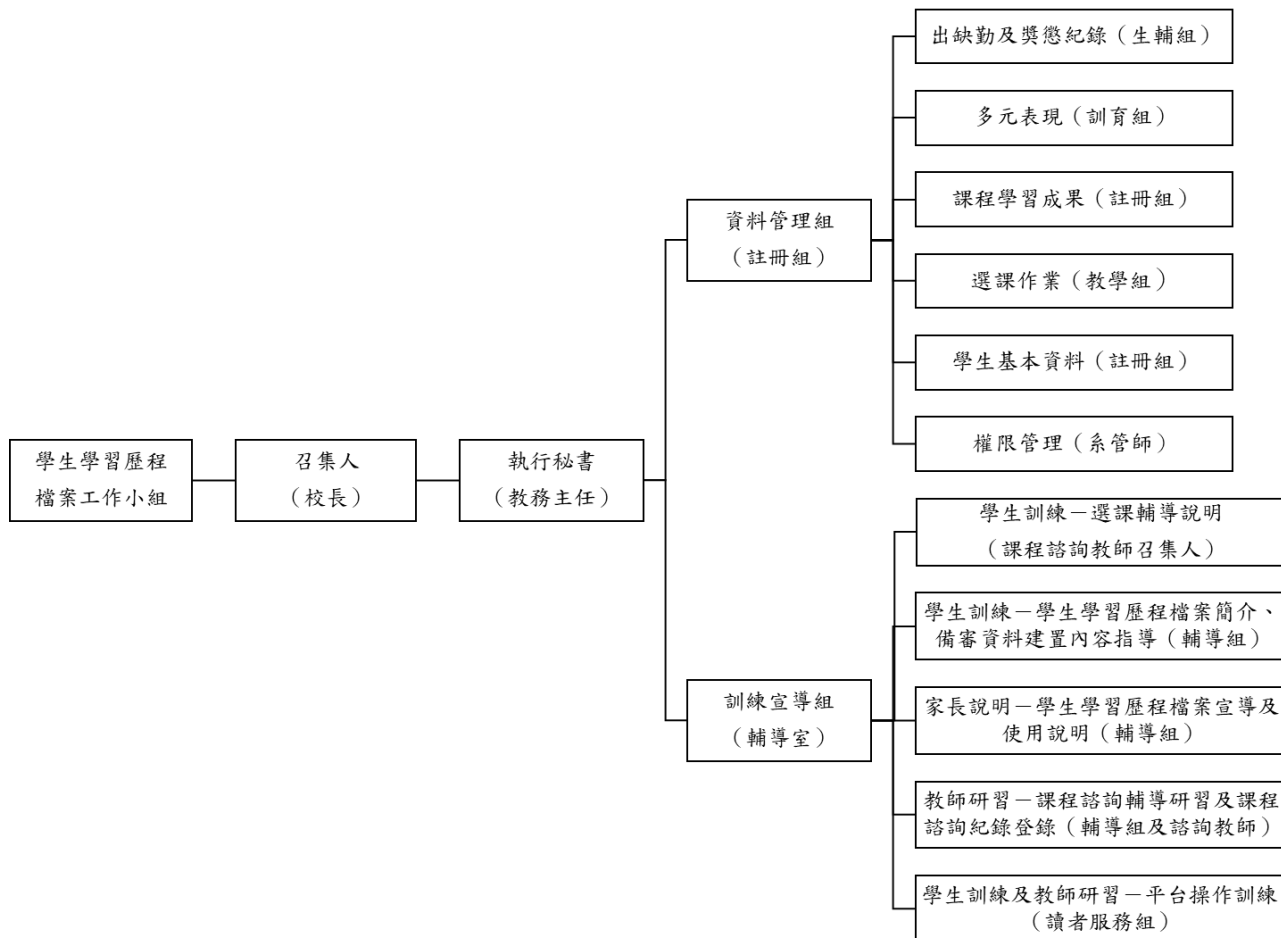 學生學習歷程
檔案工作小組
召集人
（校長）
執行秘書
（教務主任）
資料管理組
（註冊組）
出缺勤及獎懲紀錄（生輔組）
多元表現（訓育組）
課程學習成果（註冊組）
選課作業（教學組）
學生基本資料（註冊組）
權限管理（系管師）
訓練宣導組
（輔導室）
學生訓練－選課輔導說明
（課程諮詢教師召集人）
學生訓練－學生學習歷程檔案簡介、
備審資料建置內容指導（輔導組）
家長說明－學生學習歷程檔案宣導及
使用說明（輔導組）
教師研習－課程諮詢輔導研習及課程
諮詢紀錄登錄（輔導組及諮詢教師）
學生訓練及教師研習－平台操作訓練
（讀者服務組）